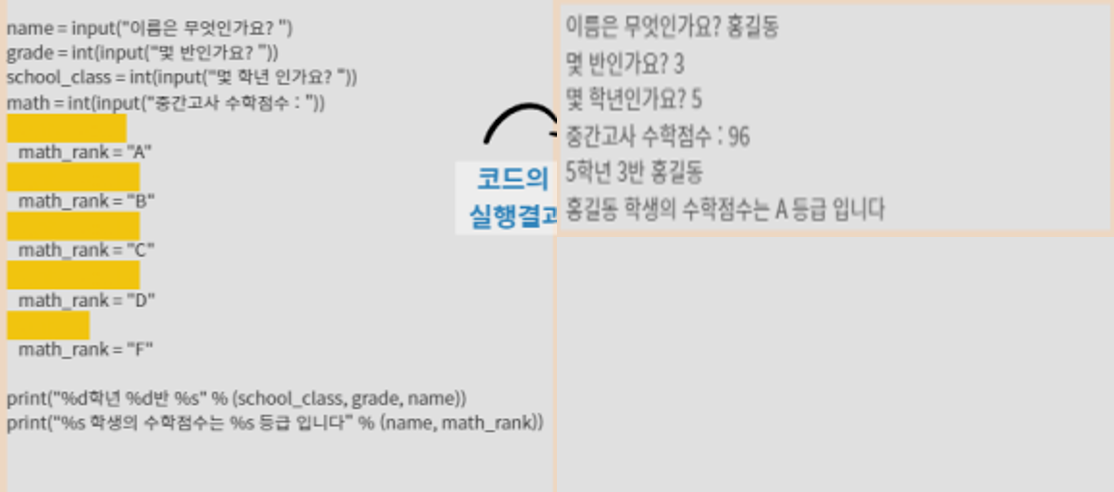 name = input("이름은 무엇인가요? ")
grade = int(input("몇 반인가요? "))
school_class = int(input("몇 학년 인가요? "))
math = int(input("중간고사 수학점수 : "))
math_rank = "A"
math_rank = "B"
math_rank = "C"
math_rank = "D"
math_rank = "F"
print("%d학년 %d반 %s" % (school_class, grade, name))
print("%s 학생의 수학점수는 %s 등급 입니다" % (name, math_rank))
코드의
실행결과
이름은 무엇인가요? 홍길동
몇 반인가요? 3
몇 학년인가요? 5
중간고사 수학점수 : 96
5학년 3반 홍길동
홍길동 학생의 수학점수는 A 등급 입니다